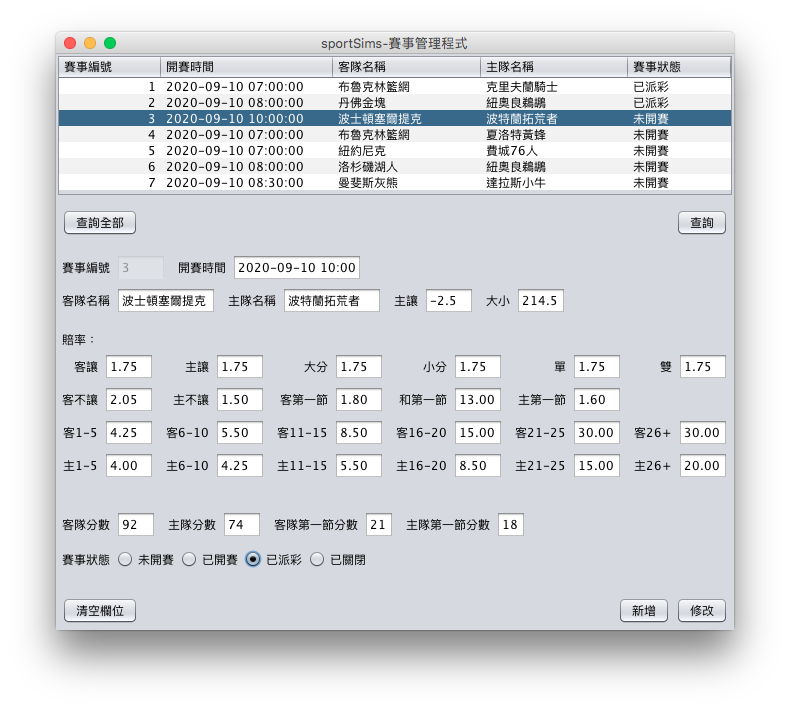 sportSims-賽事管理程式
賽事編號 開賽時間 客隊名稱 主隊名稱 賽事狀態
1 2020-09-10 07:00:00 布魯克林籃網 克里夫蘭騎士 已派彩
2 2020-09-10 08:00:00 丹佛金塊 紐奧良鵜鶘 已派彩
3 2020-09-10 10:00:00 波士頓塞爾提克 波特蘭拓荒者 未開賽
4 2020-09-10 07:00:00 布魯克林籃網 夏洛特黃蜂 未開賽
5 2020-09-10 07:00:00 紐約尼克 費城76人 未開賽
6 2020-09-10 08:00:00 洛杉磯湖人 紐奧良鵜鶘 未開賽
7 2020-09-10 08:30:00 曼斐斯灰熊 達拉斯小牛 未開賽
查詢全部 查詢
賽事編號 3 開賽時間 2020-09-10 10:00
客隊名稱 波士頓塞爾提克 主隊名稱 波特蘭拓荒者 主讓 -2.5 大小 214.5
賠率：
客讓 1.75 主讓 1.75 大分 1.75 小分 1.75 單 1.75 雙 1.75
客不讓 2.05 主不讓 1.50 客第一節 1.80 和第一節 13.00 主第一節 1.60
客1-5 4.25 客6-10 5.50 客11-15 8.50 客16-20 15.00 客21-25 30.00 客26+ 30.00
主1-5 4.00 主6-10 4.25 主11-15 5.50 主16-20 8.50 主21-25 15.00 主26+ 20.00
客隊分數 92 主隊分數 74 客隊第一節分數 21 主隊第一節分數 18
賽事狀態 未開賽 已開賽 已派彩 已關閉
清空欄位 新增 修改